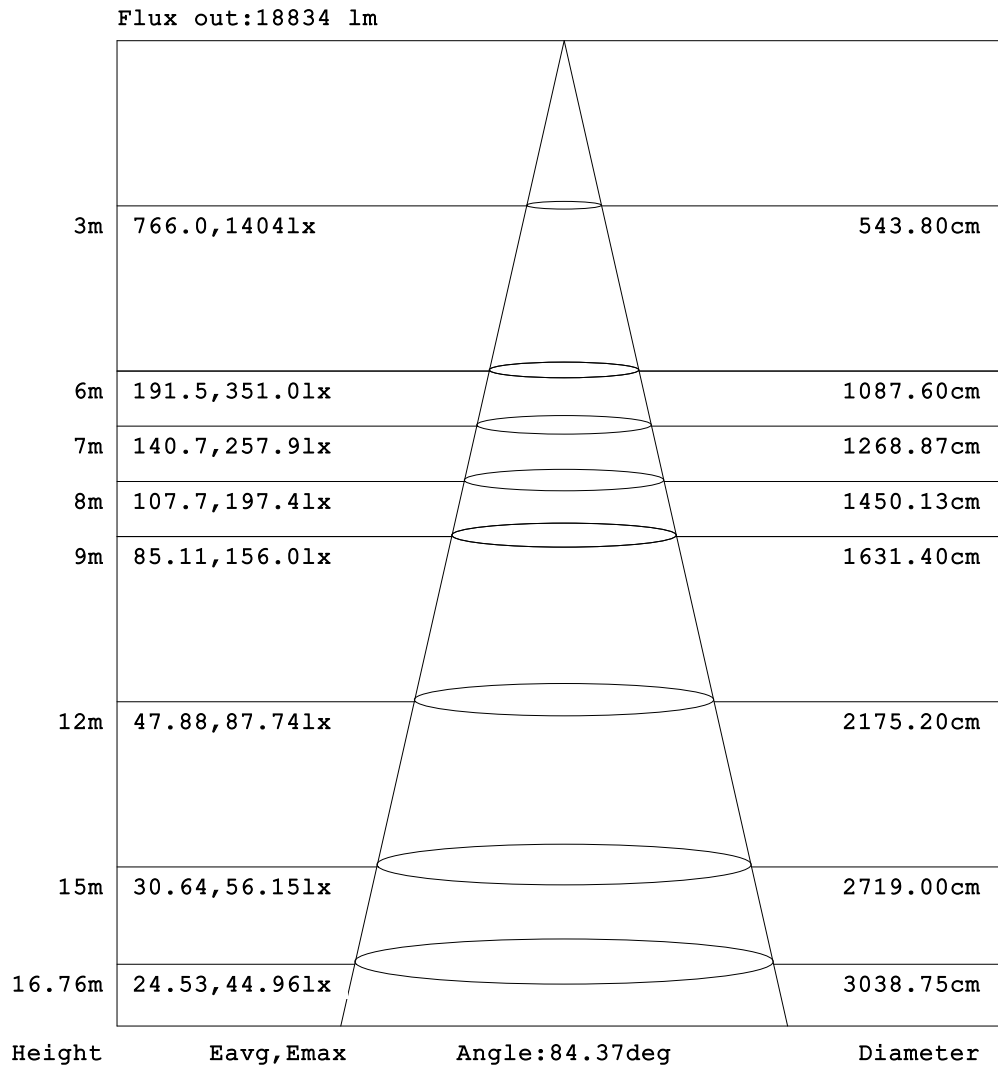 Flux out:18834 lm
3m 766.0,1404lx 543.80cm
6m 191.5,351.0lx 1087.60cm
7m 140.7,257.9lx 1268.87cm
8m 107.7,197.4lx 1450.13cm
9m 85.11,156.0lx 1631.40cm
12m 47.88,87.74lx 2175.20cm
15m 30.64,56.15lx 2719.00cm
16.76m 24.53,44.96lx 3038.75cm
Height Eavg,Emax Angle:84.37deg Diameter